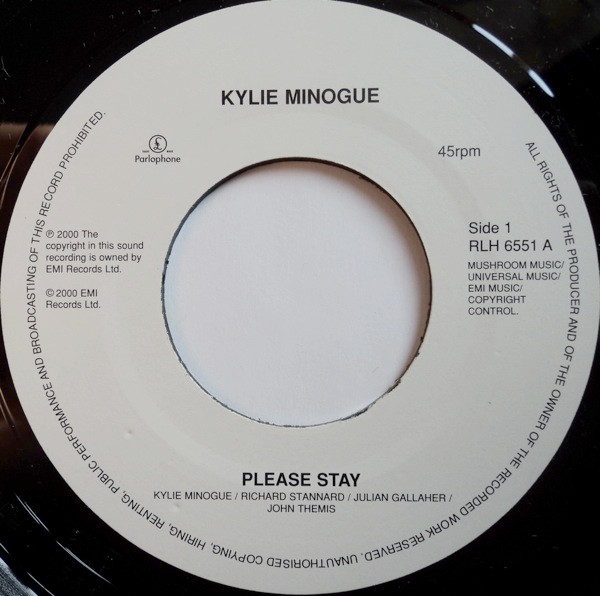 KYLIE MINOGUE
£
TRADE MARK
Parlophone
45rpm
℗ 2000 The
copyright in this sound
recording is owned by
EMI Records Ltd.
© 2000 EMI
Records Ltd.
Side 1
RLH 6551 A
MUSHROOM MUSIC/
UNIVERSAL MUSIC/
EMI MUSIC/
COPYRIGHT
CONTROL.
PLEASE STAY
KYLIE MINOGUE / RICHARD STANNARD / JULIAN GALLAHER /
JOHN THEMIS
ALL RIGHTS OF THE PRODUCER AND OF THE OWNER OF THE RECORDED WORK RESERVED. UNAUTHORISED COPYING, HIRING, RENTING, PUBLIC PERFORMANCE AND BROADCASTING OF THIS RECORD PROHIBITED.